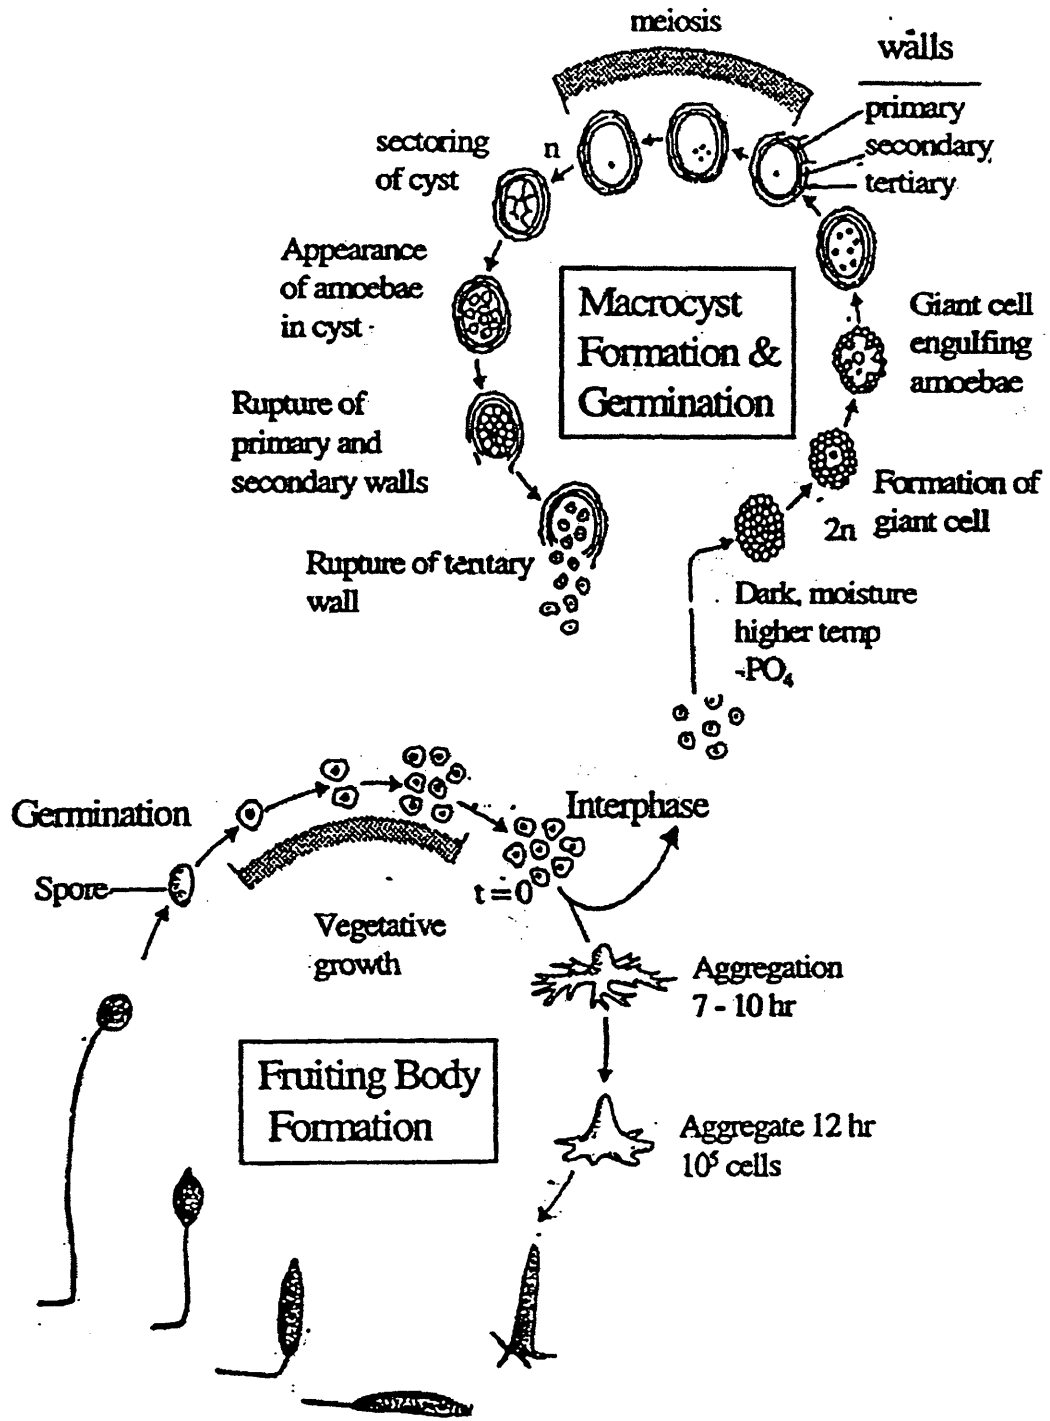 meiosis
walls
primary
secondary
tertiary
sectoring
of cyst
n
Appearance
of amoebae
in cyst
Macrocyst
Formation &
Germination
Giant cell
engulfing
amoebae
Rupture of
primary and
secondary walls
Formation of
giant cell
2n
Rupture of tentary
wall
Dark, moisture
higher temp
-PO₄
Germination
Interphase
Spore
t = 0
Vegetative
growth
Aggregation
7 - 10 hr
Fruiting Body
Formation
Aggregate 12 hr
10⁵ cells